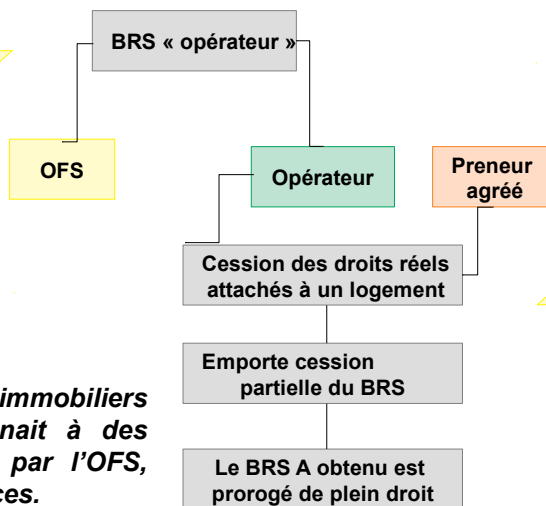 BRS « opérateur »
OFS
Opérateur
Preneur
agréé
Cession des droits réels
attachés à un logement
Emporte cession
partielle du BRS
immobiliers
nait à des
par l’OFS,
ces.
Le BRS A obtenu est
prorogé de plein droit